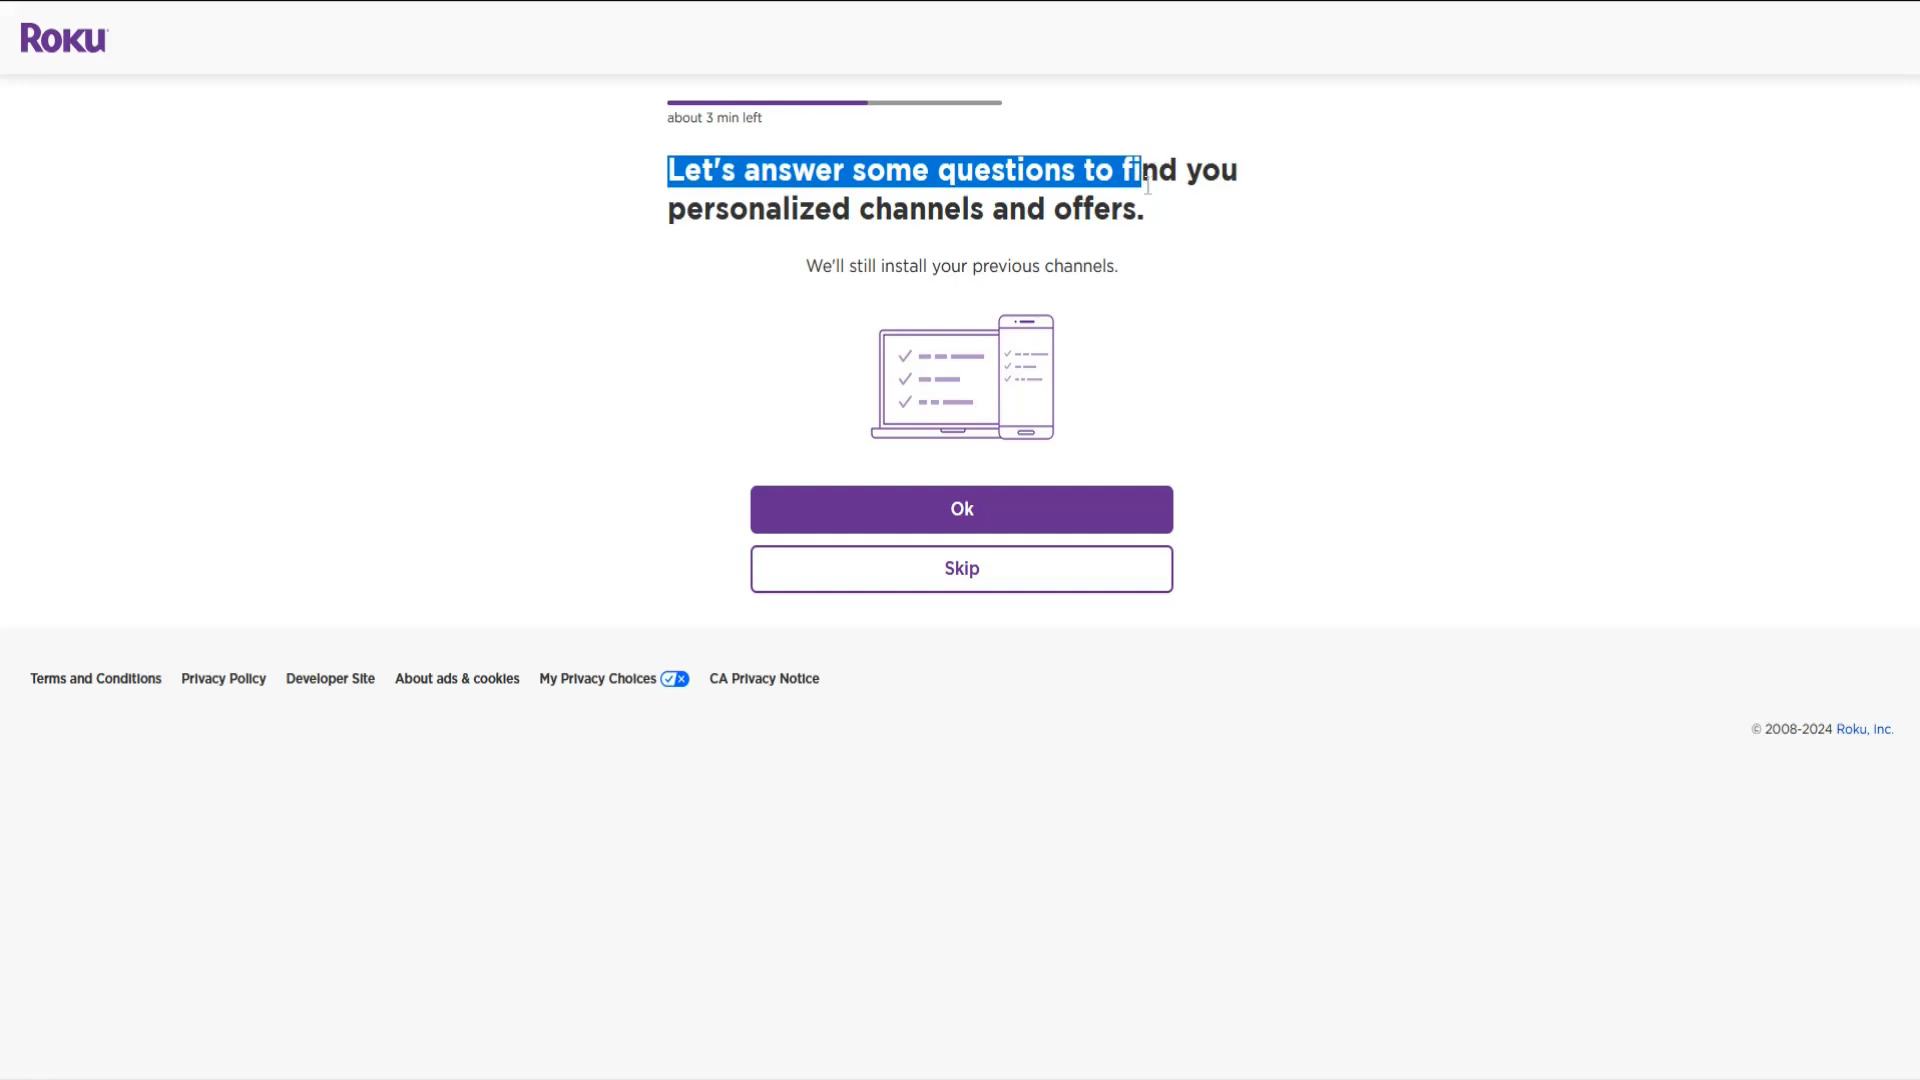 Roku
about 3 min left
Let's answer some questions to find you
personalized channels and offers.
We'll still install your previous channels.
Ok
Skip
Terms and Conditions Privacy Policy Developer Site About ads & cookies My Privacy Choices CA Privacy Notice
© 2008-2024 Roku, Inc.